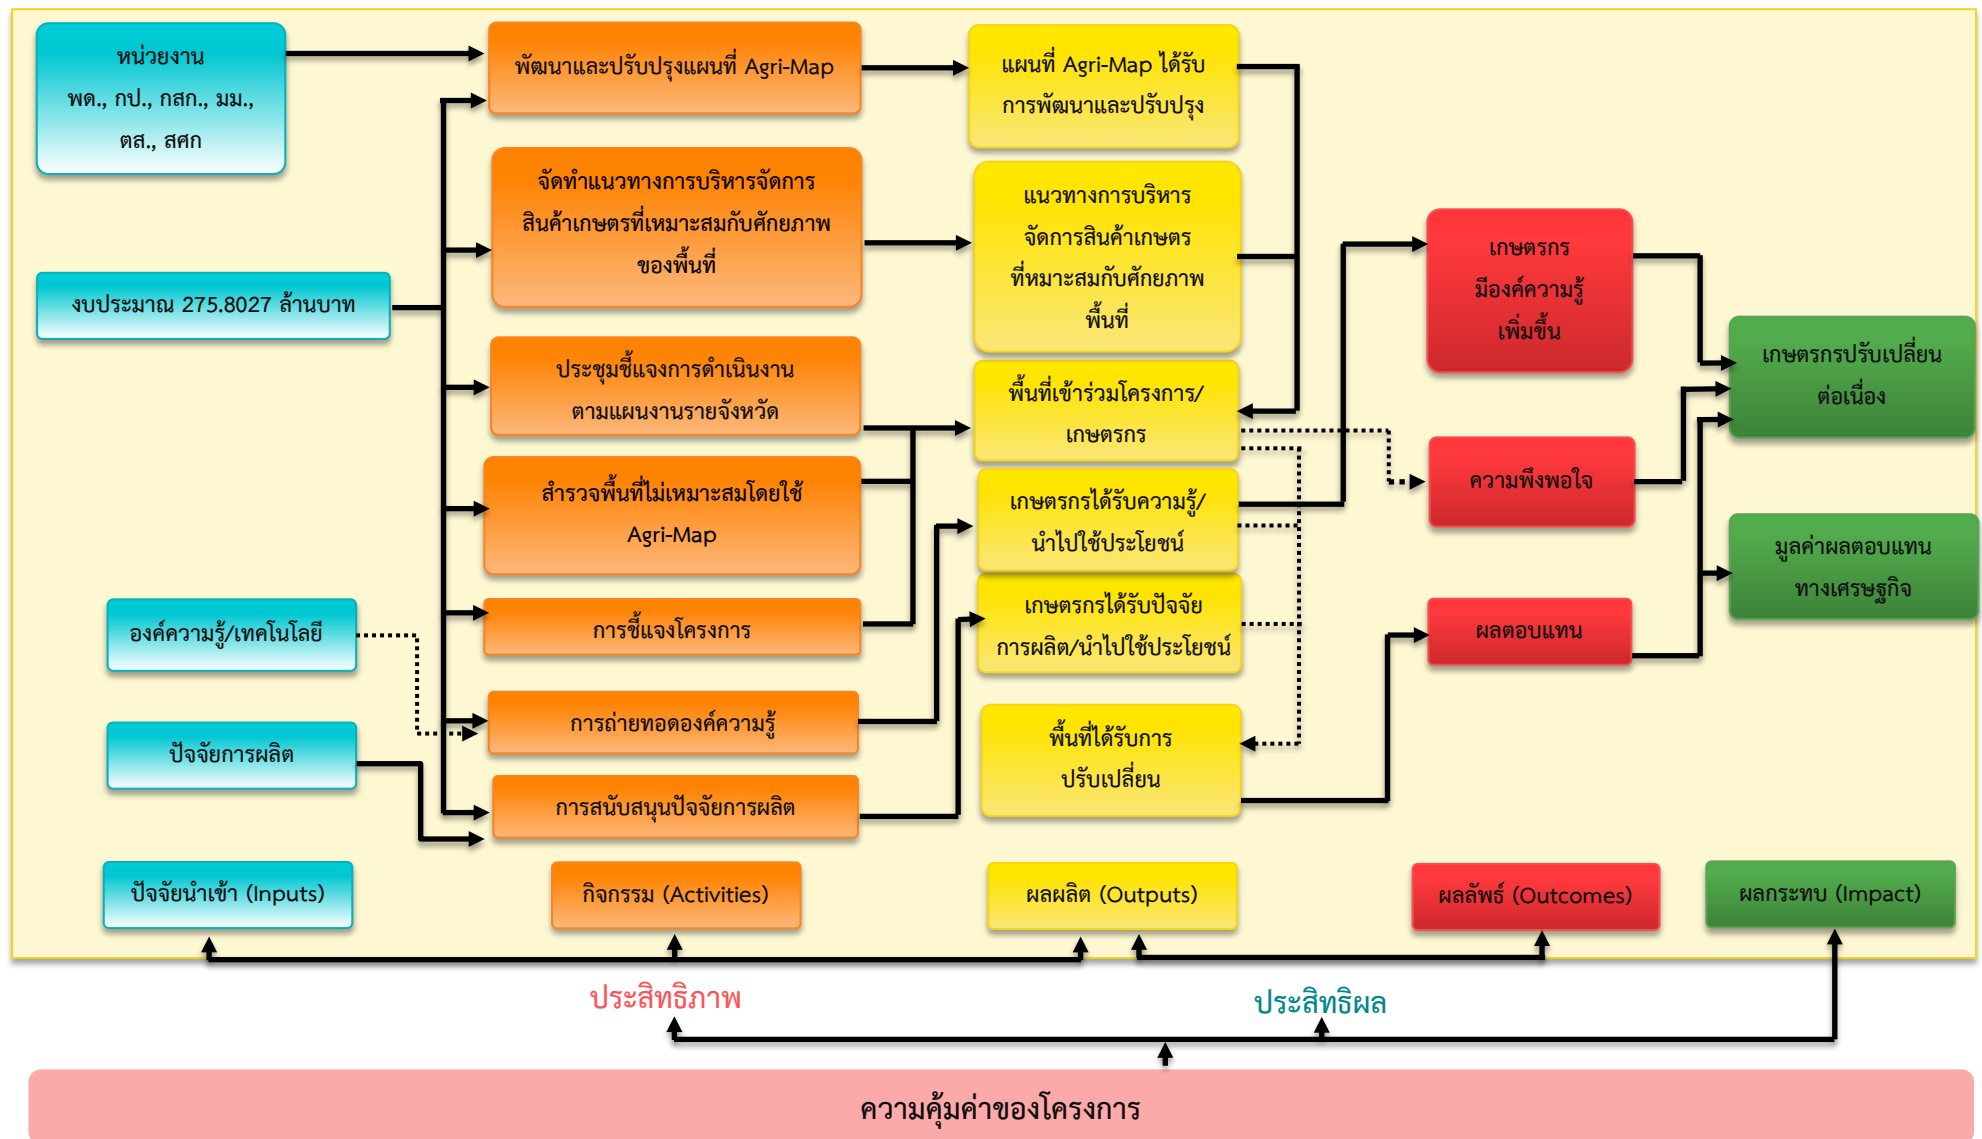 หน่วยงาน
พด., กป., กสก., มม.,
ตส., สศก
งบประมาณ 275.8027 ล้านบาท
องค์ความรู้/เทคโนโลยี
ปัจจัยการผลิต
ปัจจัยนำเข้า (Inputs)
พัฒนาและปรับปรุงแผนที่ Agri-Map
จัดทำแนวทางการบริหารจัดการ
สินค้าเกษตรที่เหมาะสมกับศักยภาพ
ของพื้นที่
ประชุมชี้แจงการดำเนินงาน
ตามแผนงานรายจังหวัด
สำรวจพื้นที่ไม่เหมาะสมโดยใช้
Agri-Map
การชี้แจงโครงการ
การถ่ายทอดองค์ความรู้
การสนับสนุนปัจจัยการผลิต
กิจกรรม (Activities)
แผนที่ Agri-Map ได้รับ
การพัฒนาและปรับปรุง
แนวทางการบริหาร
จัดการสินค้าเกษตร
ที่หมาะสมกับศักยภาพ
พื้นที่
พื้นที่เข้าร่วมโครงการ/
เกษตรกร
เกษตรกรได้รับความรู้/
นำไปใช้ประโยชน์
เกษตรกรได้รับปัจจัย
การผลิต/นำไปใช้ประโยชน์
พื้นที่ได้รับการ
ปรับเปลี่ยน
ผลผลิต (Outputs)
เกษตรกร
มีองค์ความรู้
เพิ่มขึ้น
ความพึงพอใจ
ผลตอบแทน
ผลลัพธ์ (Outcomes)
เกษตรกรปรับเปลี่ยน
ต่อเนื่อง
มูลค่าผลตอบแทน
ทางเศรษฐกิจ
ผลกระทบ (Impact)
ประสิทธิภาพ
ประสิทธิผล
ความคุ้มค่าของโครงการ